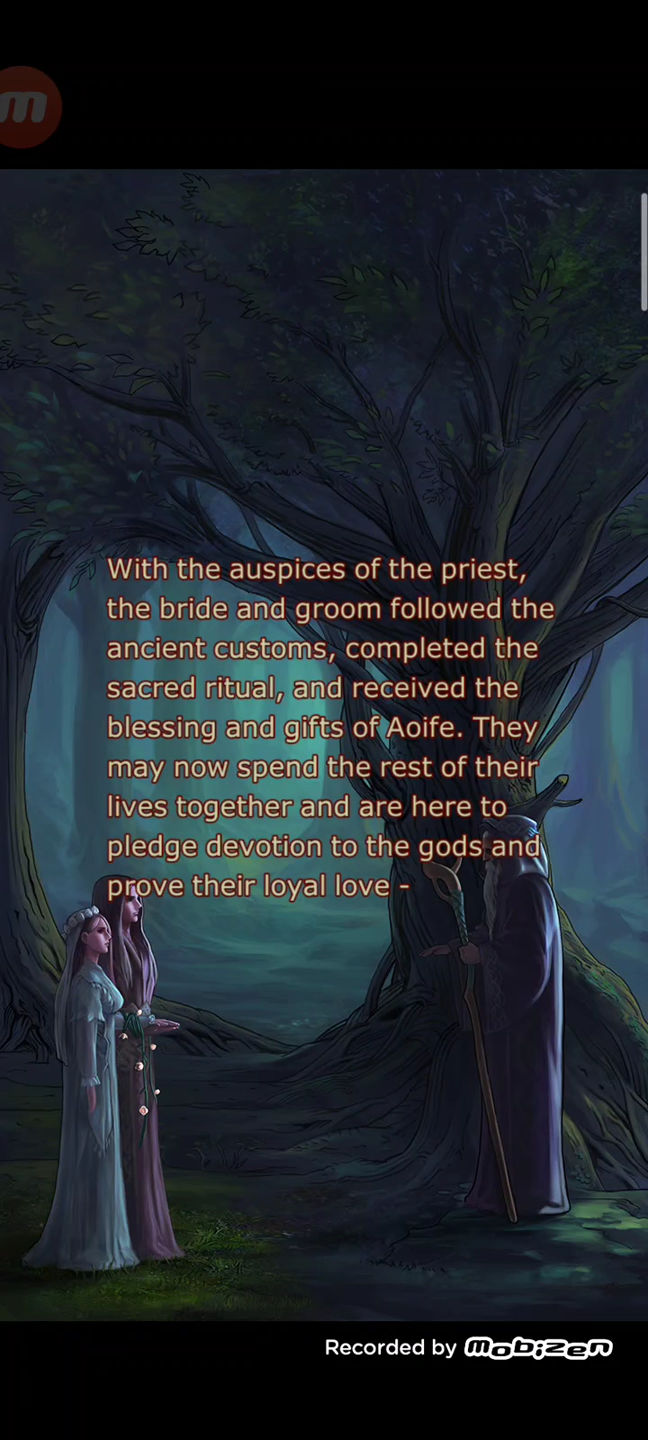 m
With the auspices of the priest,
the bride and groom followed the
ancient customs, completed the
sacred ritual, and received the
blessing and gifts of Aoife. They
may now spend the rest of their
lives together and are here to
pledge devotion to the gods and
prove their loyal love -
Recorded by mobizen